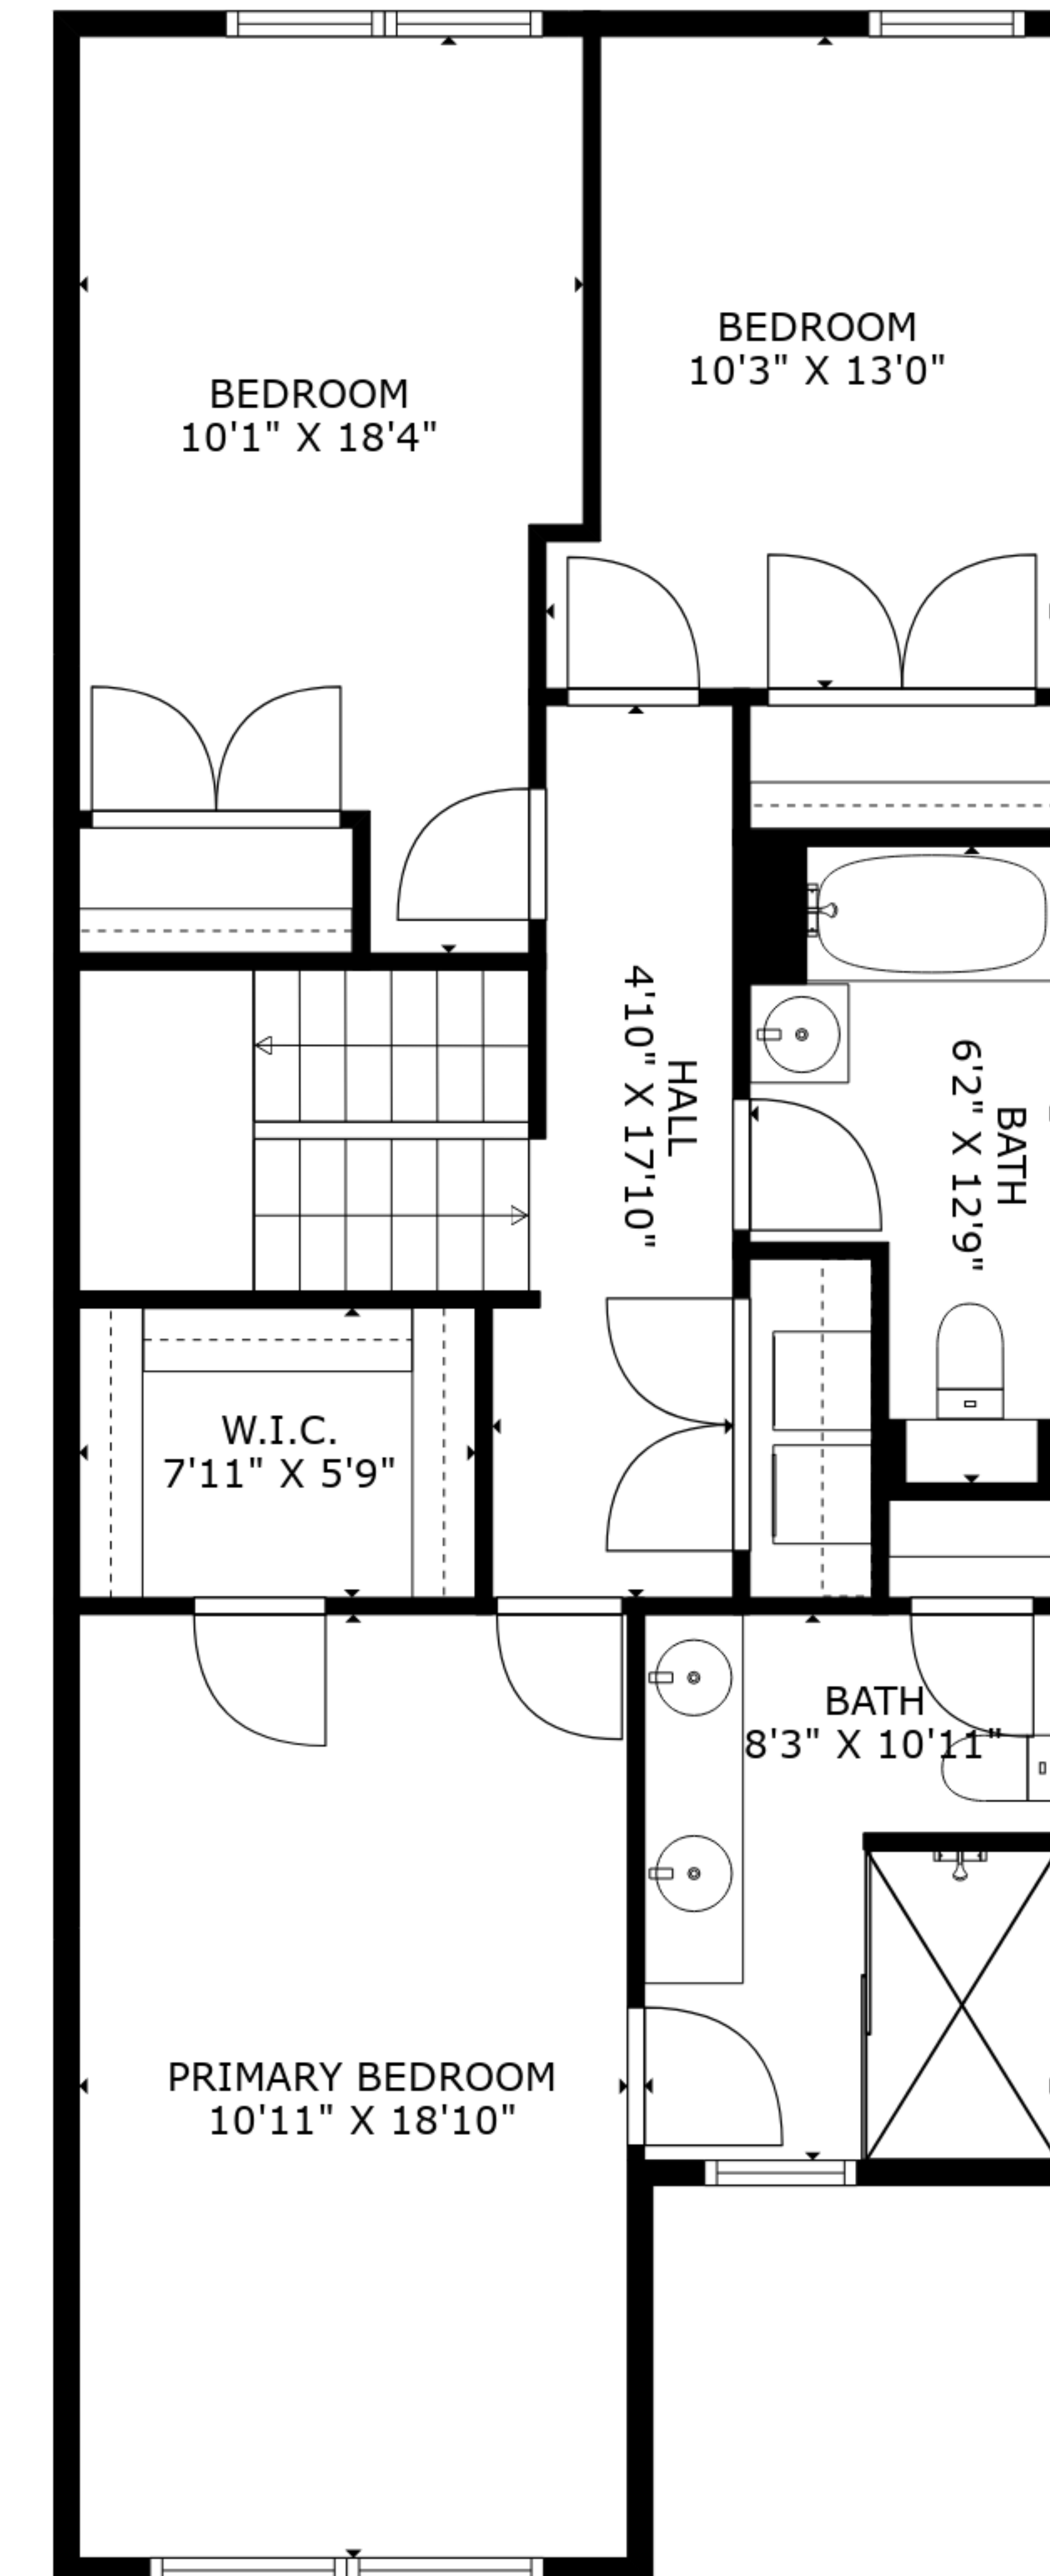 BEDROOM
10'3" X 13'0"
BEDROOM
10'1" X 18'4"
HALL
4'10" X 17'10"
BATH
6'2" X 12'9"
W.I.C.
7'11" X 5'9"
BATH
8'3" X 10'11"
PRIMARY BEDROOM
10'11" X 18'10"